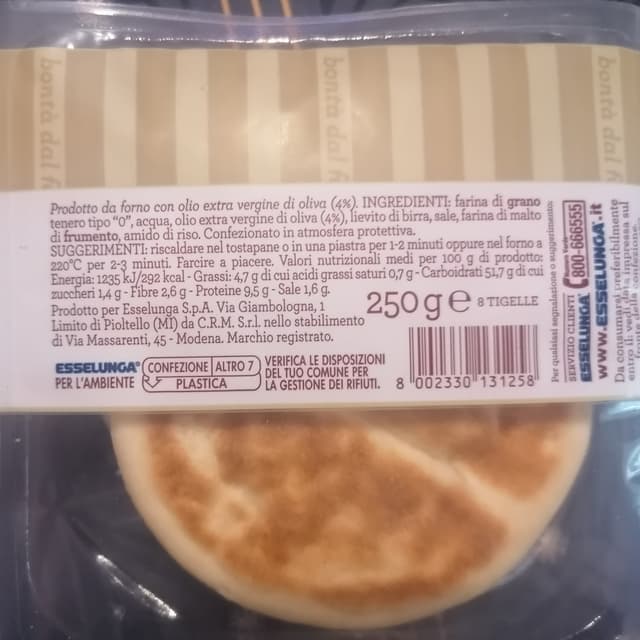 bontà dal f
bontà dal f
bontà dal f
Prodotto da forno con olio extra vergine di oliva (4%). INGREDIENTI: farina di grano
tenero tipo "0", acqua, olio extra vergine di oliva (4%), lievito di birra, sale, farina di malto
di frumento, amido di riso. Confezionato in atmosfera protettiva.
SUGGERIMENTI: riscaldare nel tostapane o in una piastra per 1-2 minuti oppure nel forno a
220°C per 2-3 minuti. Farcire a piacere. Valori nutrizionali medi per 100 g di prodotto:
Energia: 1235 kJ/292 kcal - Grassi: 4,7 g di cui acidi grassi saturi 0,7 g - Carboidrati 51,7 g di cui
zuccheri 1,4 g - Fibre 2,6 g - Proteine 9,5 g - Sale 1,6 g.
Prodotto per Esselunga S.p.A. Via Giambologna, 1
Limito di Pioltello (MI) da C.R.M. S.r.l. nello stabilimento
di Via Massarenti, 45 - Modena. Marchio registrato.
250 g e 8 TIGELLE
ESSELUNGA®
PER L'AMBIENTE
CONFEZIONE ALTRO 7
PLASTICA
VERIFICA LE DISPOSIZIONI
DEL TUO COMUNE PER
LA GESTIONE DEI RIFIUTI.
8 002330 131258
Per qualsiasi segnalazione o suggerimento:
SERVIZIO CLIENTI Numero Verde 800-666555
ESSELUNGA®
www.ESSELUNGA.it
Da consumarsi preferibilmente
entro il: vedi data impressa sul